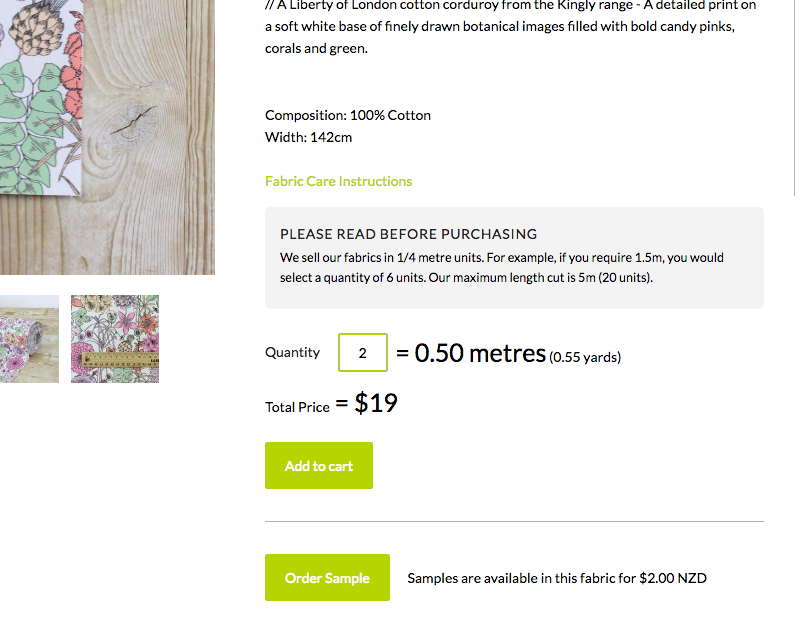 // A Liberty of London cotton corduroy from the Kingly range - A detailed print on
a soft white base of finely drawn botanical images filled with bold candy pinks,
corals and green.
Composition: 100% Cotton
Width: 142cm
Fabric Care Instructions
PLEASE READ BEFORE PURCHASING
We sell our fabrics in 1/4 metre units. For example, if you require 1.5m, you would
select a quantity of 6 units. Our maximum length cut is 5m (20 units).
Quantity 2 = 0.50 metres (0.55 yards)
Total Price = $19
Add to cart
Order Sample Samples are available in this fabric for $2.00 NZD